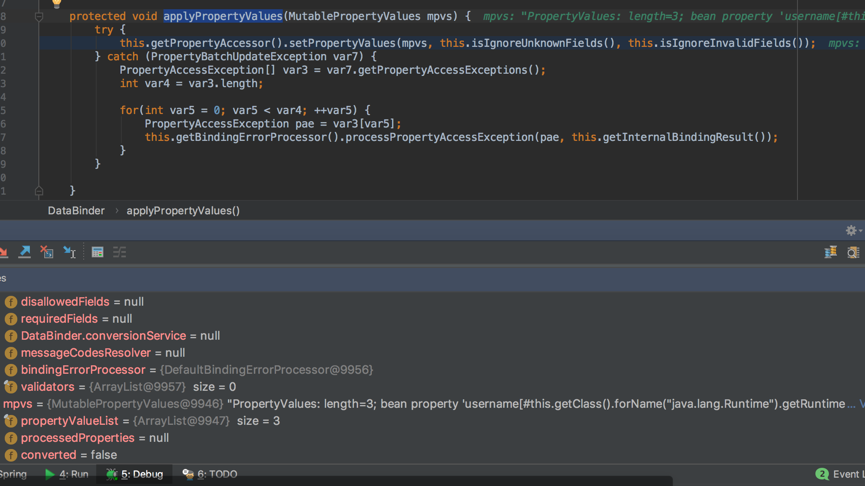 7
8 protected void applyPropertyValues(MutablePropertyValues mpvs) { mpvs: "PropertyValues: length=3; bean property 'username[#thi
9 try {
0 this.getPropertyAccessor().setPropertyValues(mpvs, this.isIgnoreUnknownFields(), this.isIgnoreInvalidFields()); mpvs:
1 } catch (PropertyBatchUpdateException var7) {
2 PropertyAccessException[] var3 = var7.getPropertyAccessExceptions();
3 int var4 = var3.length;
4
5 for(int var5 = 0; var5 < var4; ++var5) {
6 PropertyAccessException pae = var3[var5];
7 this.getBindingErrorProcessor().processPropertyAccessException(pae, this.getInternalBindingResult());
8 }
9 }
0
1 }
DataBinder › applyPropertyValues()
es
f disallowedFields = null
f requiredFields = null
f DataBinder.conversionService = null
f messageCodesResolver = null
f bindingErrorProcessor = {DefaultBindingErrorProcessor@9956}
f validators = {ArrayList@9957} size = 0
mpvs = {MutablePropertyValues@9946} "PropertyValues: length=3; bean property 'username[#this.getClass().forName("java.lang.Runtime").getRuntime ... V
f propertyValueList = {ArrayList@9947} size = 3
f processedProperties = null
f converted = false
Spring 4: Run 5: Debug 6: TODO 2 Event L